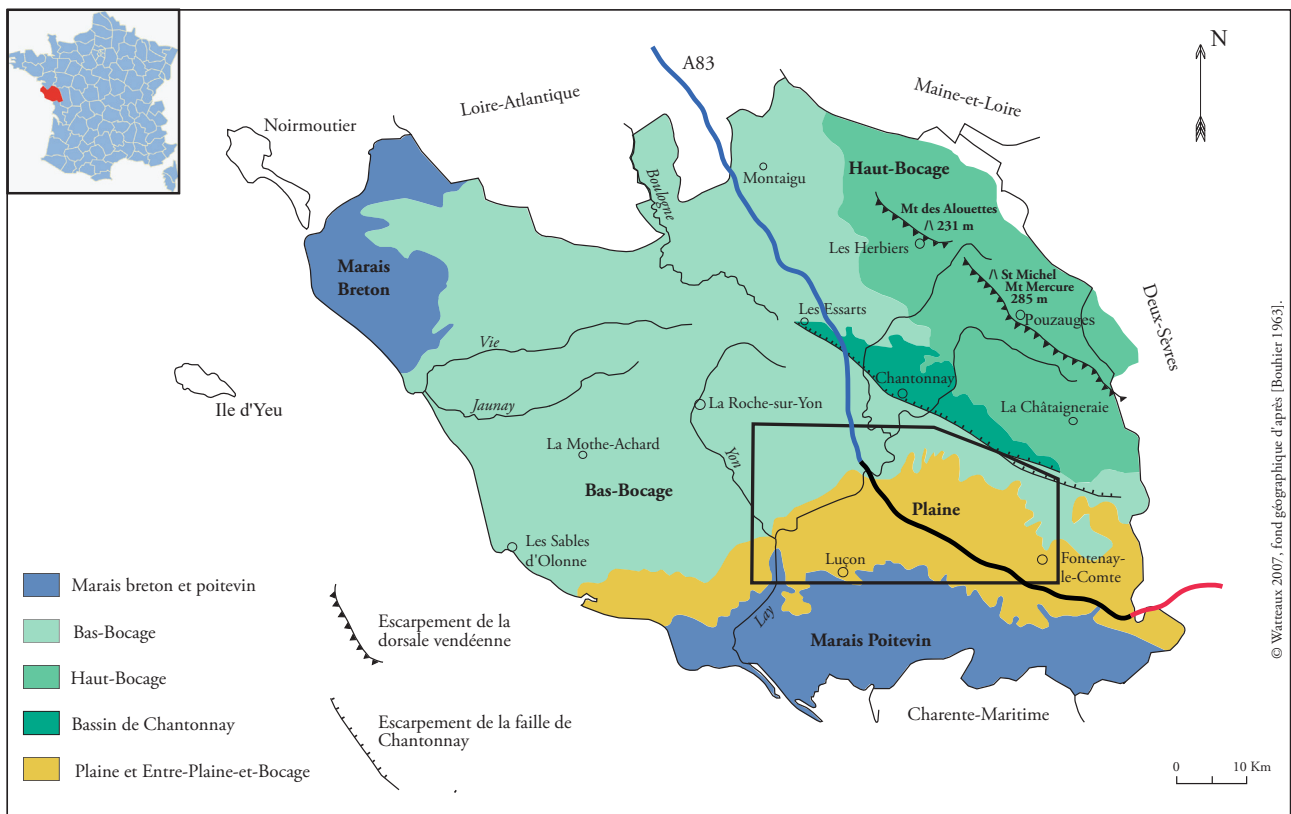 A83
N
Loire-Atlantique
Maine-et-Loire
Noirmoutier
Boulogne
Montaigu
Haut-Bocage
Mt des Alouettes
/\ 231 m
Les Herbiers
Marais
Breton
/\ St Michel
Mt Mercure
285 m
Pouzauges
Deux-Sèvres
Les Essarts
Vie
Ile d'Yeu
Jaunay
La Roche-sur-Yon
Chantonnay
La Châtaigneraie
La Mothe-Achard
Yon
Bas-Bocage
Plaine
Les Sables
d'Olonne
Luçon
Fontenay-
le-Comte
Lay
Marais Poitevin
Charente-Maritime
Marais breton et poitevin
Bas-Bocage
Haut-Bocage
Bassin de Chantonnay
Plaine et Entre-Plaine-et-Bocage
Escarpement de la
dorsale vendéenne
Escarpement de la faille de
Chantonnay
0 10 Km
© Watteaux 2007, fond géographique d'après [Bouhier 1963].